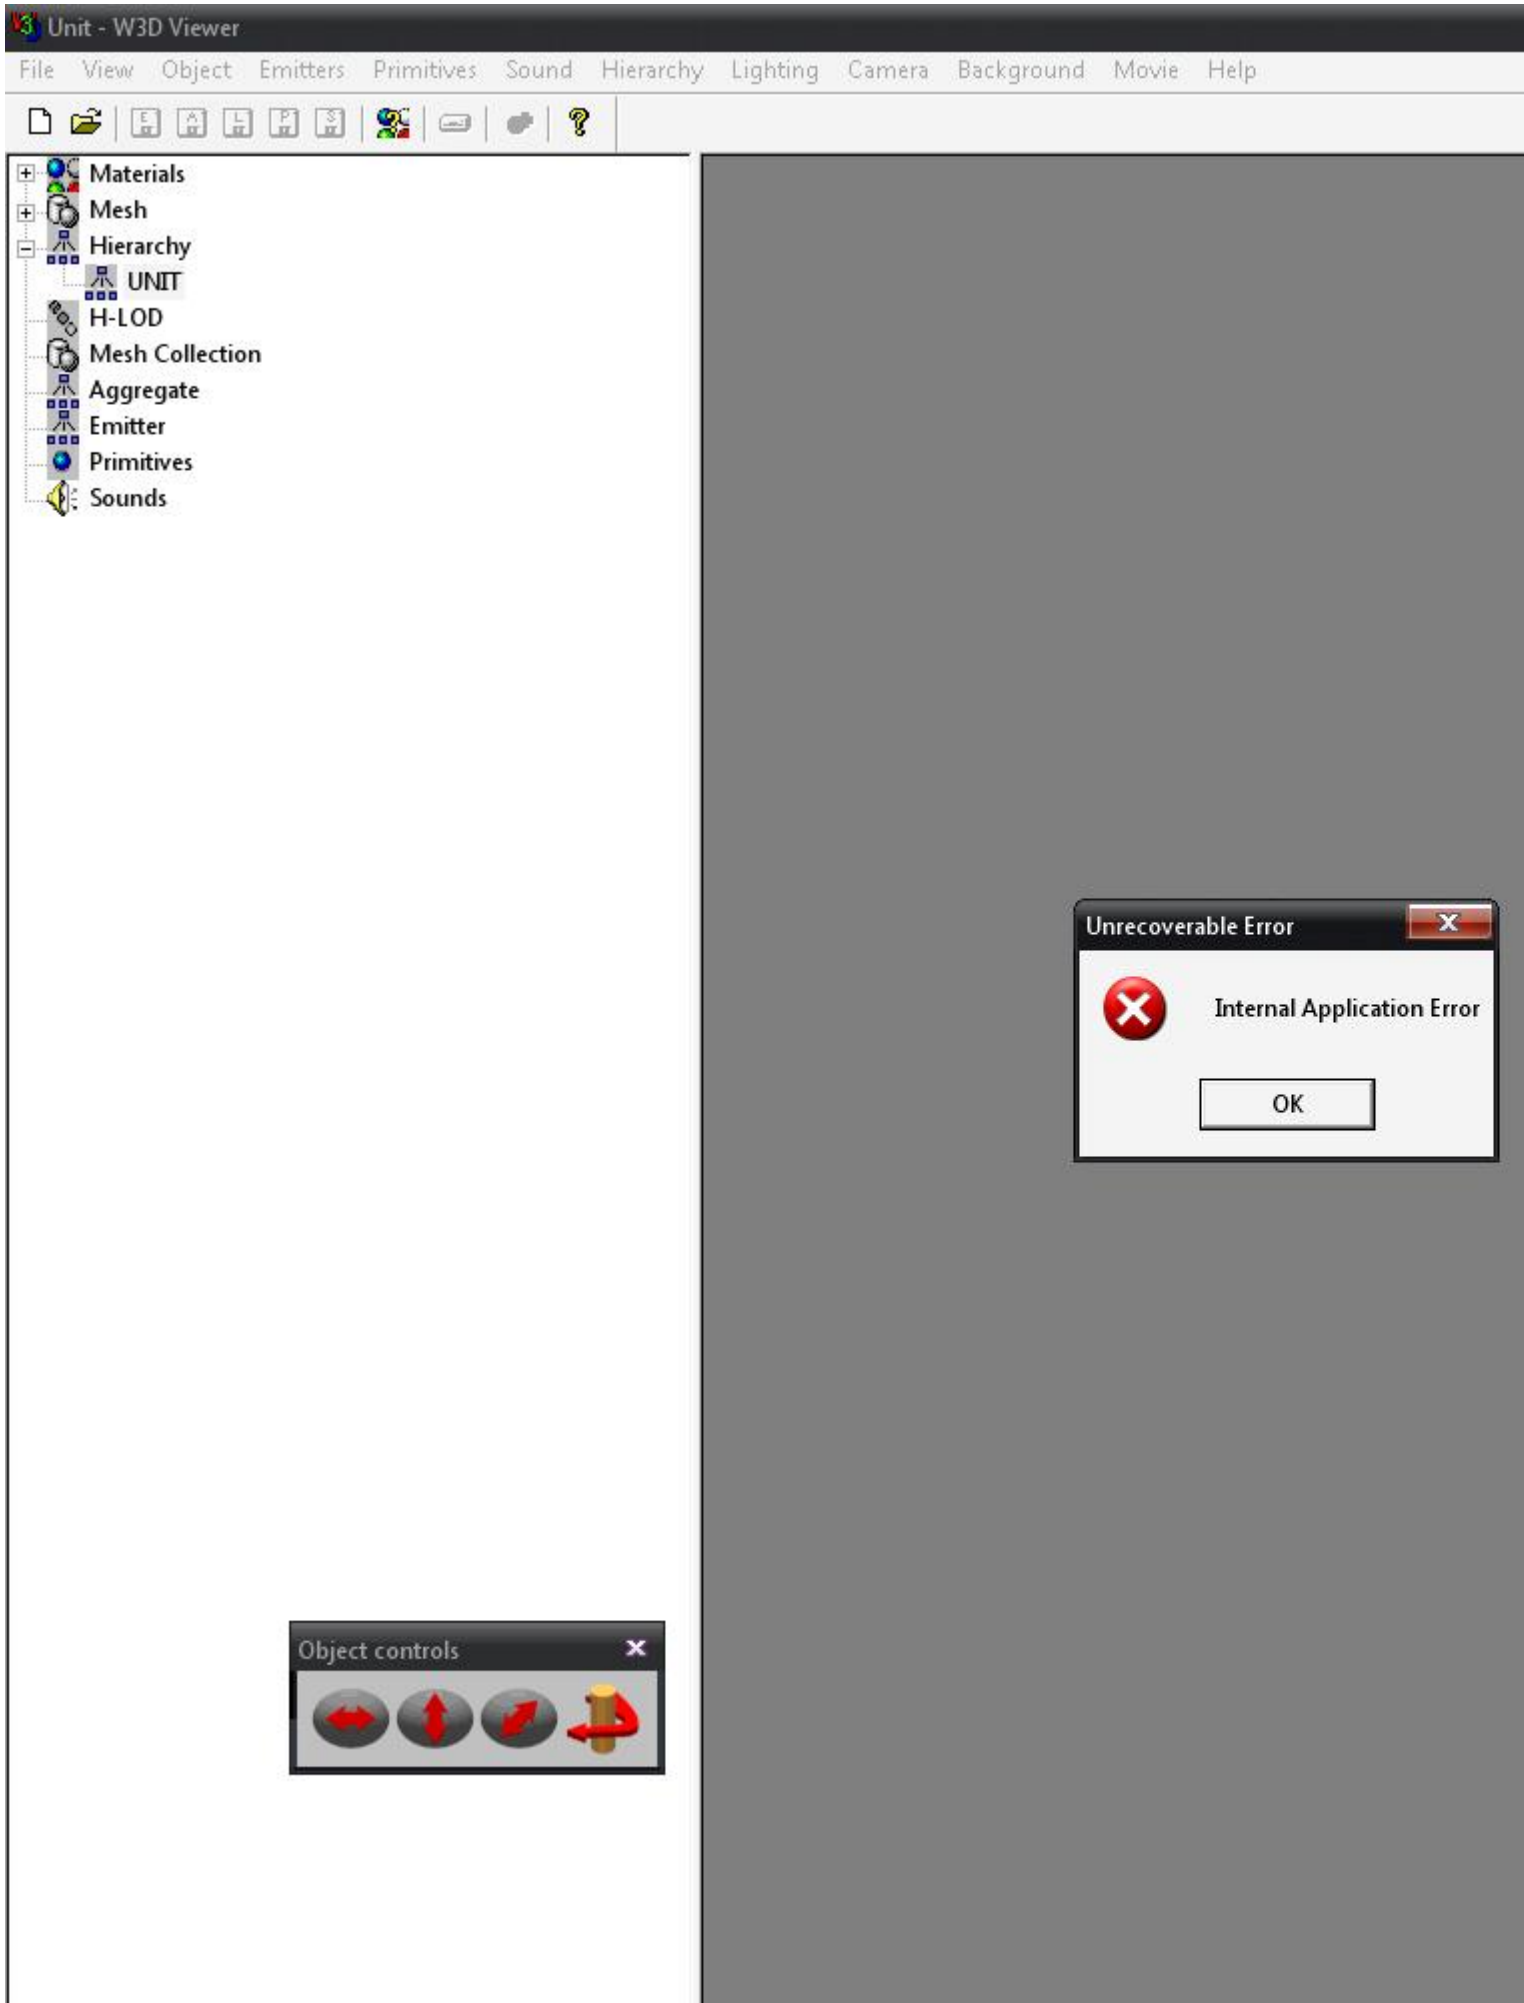 Unit - W3D Viewer
File View Object Emitters Primitives Sound Hierarchy Lighting Camera Background Movie Help
E A L P S
Materials
Mesh
Hierarchy
UNIT
H-LOD
Mesh Collection
Aggregate
Emitter
Primitives
Sounds
Unrecoverable Error
Internal Application Error
OK
Object controls